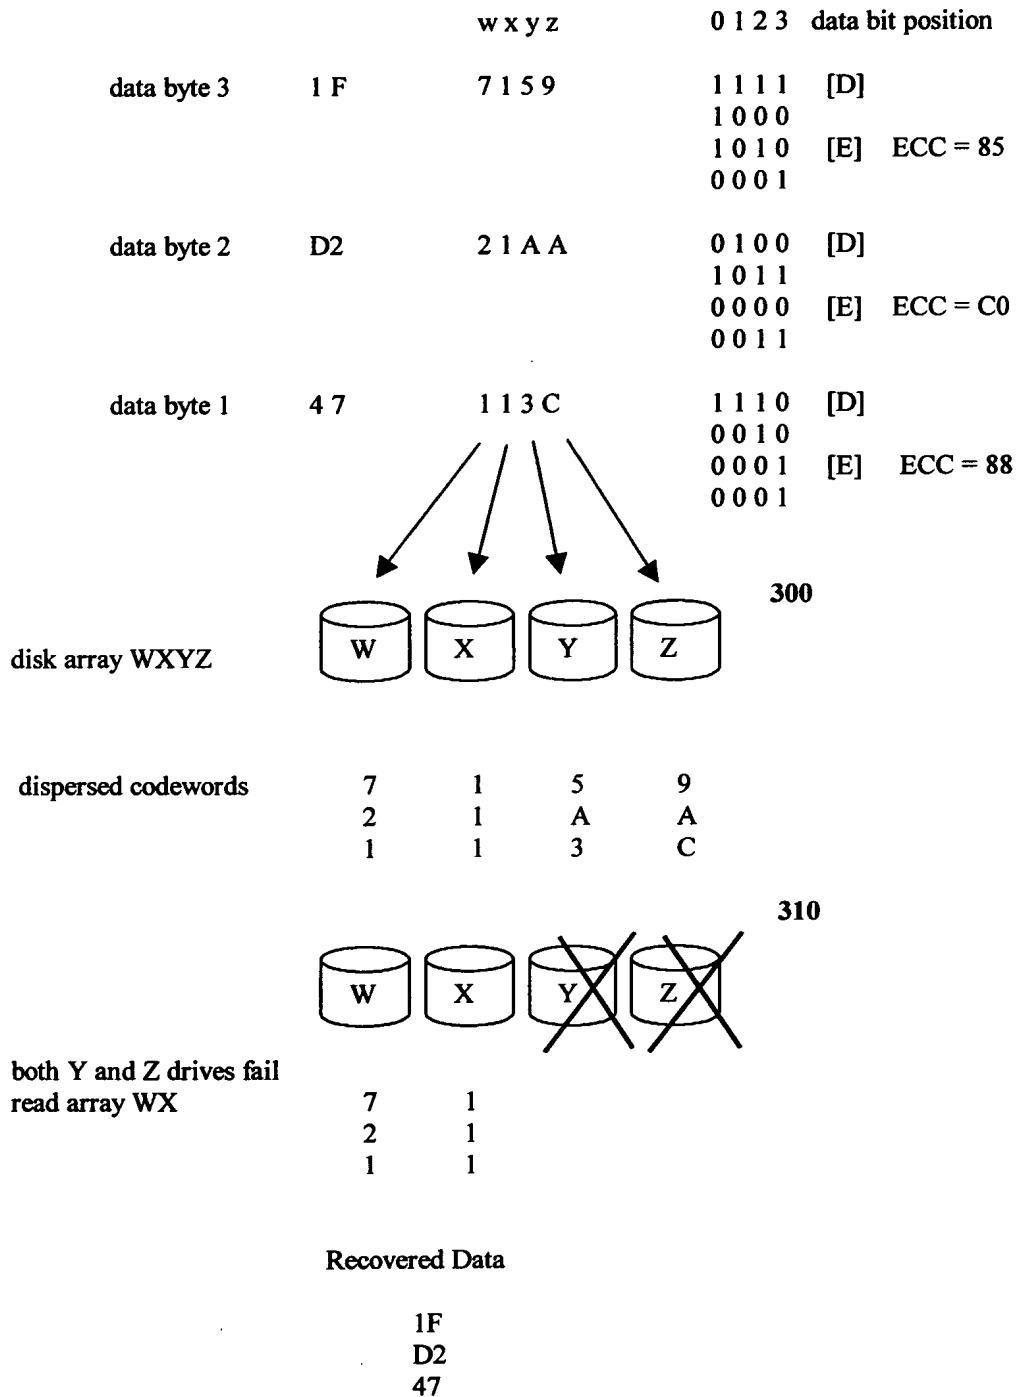 w x y z 0 1 2 3 data bit position
data byte 3 1 F 7 1 5 9 1 1 1 1 [D]
1 0 0 0
1 0 1 0 [E] ECC = 85
0 0 0 1
data byte 2 D2 2 1 A A 0 1 0 0 [D]
1 0 1 1
0 0 0 0 [E] ECC = C0
0 0 1 1
data byte 1 4 7 1 1 3 C 1 1 1 0 [D]
0 0 1 0
0 0 0 1 [E] ECC = 88
0 0 0 1
300
W X Y Z
disk array WXYZ
dispersed codewords 7 1 5 9
2 1 A A
1 1 3 C
310
W X Y Z
both Y and Z drives fail
read array WX 7 1
2 1
1 1
Recovered Data
1F
D2
47